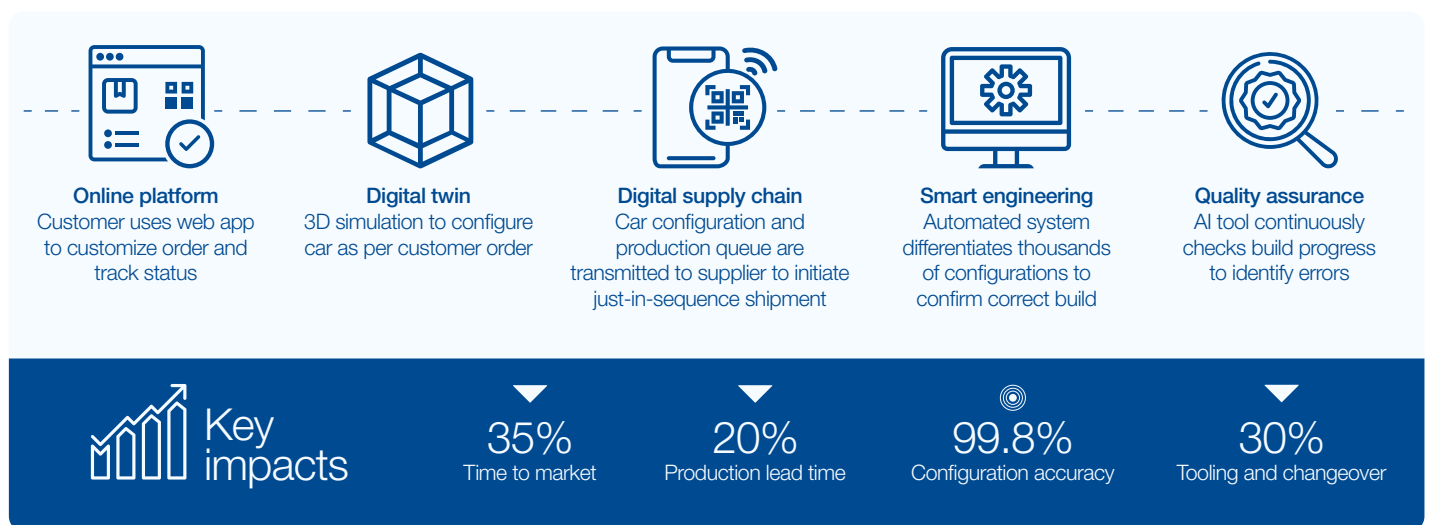 Online platform
Customer uses web app
to customize order and
track status
Digital twin
3D simulation to configure
car as per customer order
Digital supply chain
Car configuration and
production queue are
transmitted to supplier to initiate
just-in-sequence shipment
Smart engineering
Automated system
differentiates thousands
of configurations to
confirm correct build
Quality assurance
AI tool continuously
checks build progress
to identify errors
Key
impacts
35%
Time to market
20%
Production lead time
99.8%
Configuration accuracy
30%
Tooling and changeover